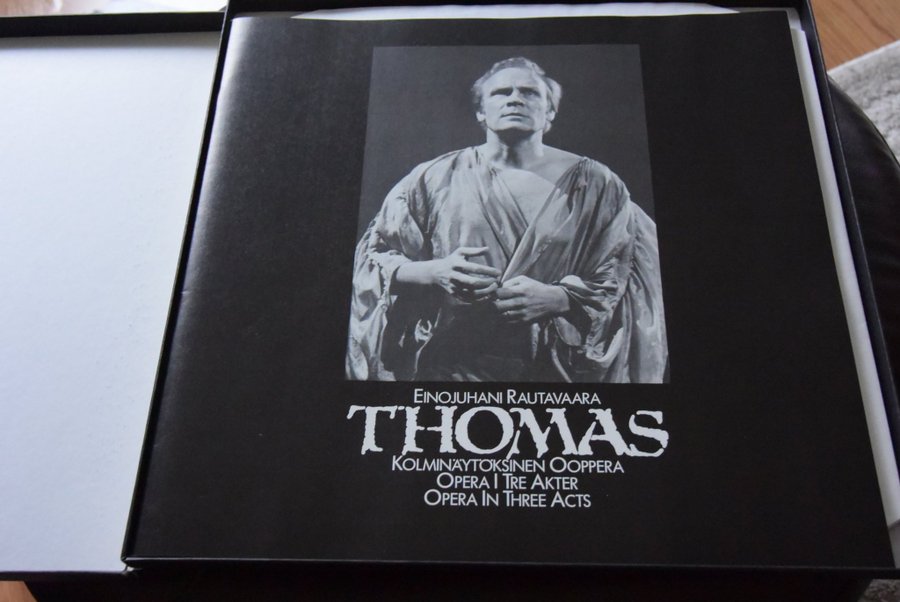 EINOJUHANI RAUTAVAARA
THOMAS
KOLMINÄYTÖKSINEN OOPPERA
OPERA I TRE AKTER
OPERA IN THREE ACTS